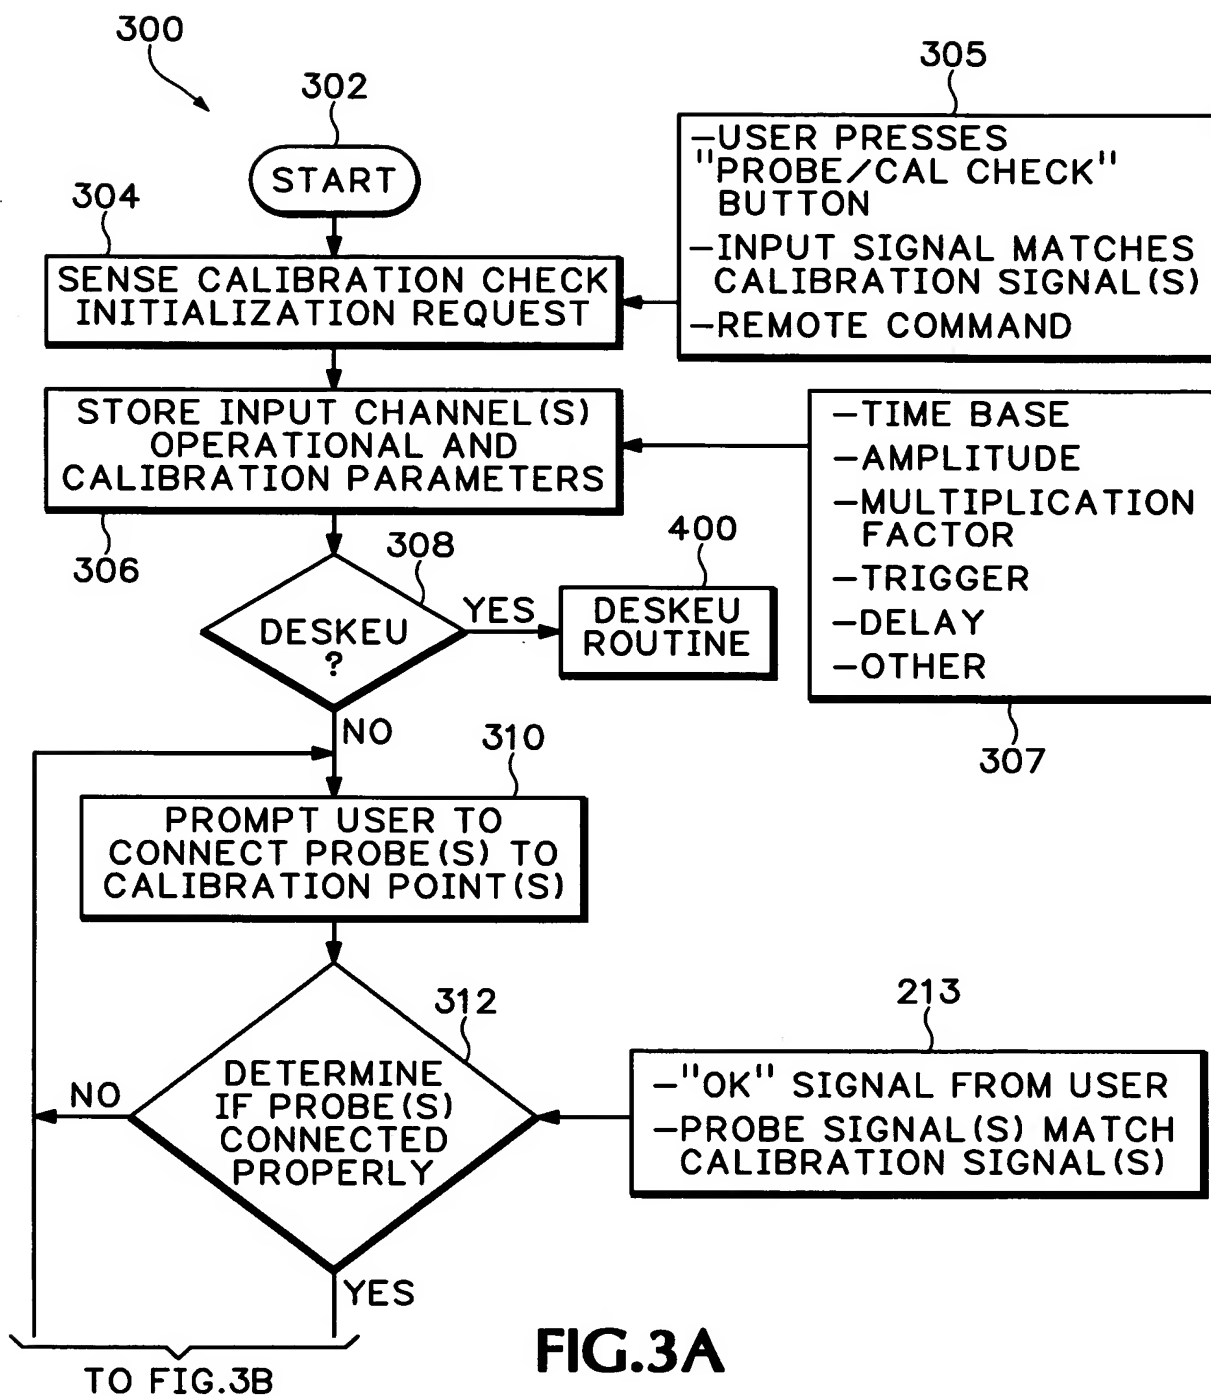 300
302
START
305
-USER PRESSES
"PROBE/CAL CHECK"
BUTTON
-INPUT SIGNAL MATCHES
CALIBRATION SIGNAL(S)
-REMOTE COMMAND
304
SENSE CALIBRATION CHECK
INITIALIZATION REQUEST
STORE INPUT CHANNEL(S)
OPERATIONAL AND
CALIBRATION PARAMETERS
306
-TIME BASE
-AMPLITUDE
-MULTIPLICATION
FACTOR
-TRIGGER
-DELAY
-OTHER
307
308
DESKEU
?
YES
400
DESKEU
ROUTINE
NO
310
PROMPT USER TO
CONNECT PROBE(S) TO
CALIBRATION POINT(S)
312
DETERMINE
IF PROBE(S)
CONNECTED
PROPERLY
NO
213
-"OK" SIGNAL FROM USER
-PROBE SIGNAL(S) MATCH
CALIBRATION SIGNAL(S)
YES
TO FIG.3B
FIG.3A